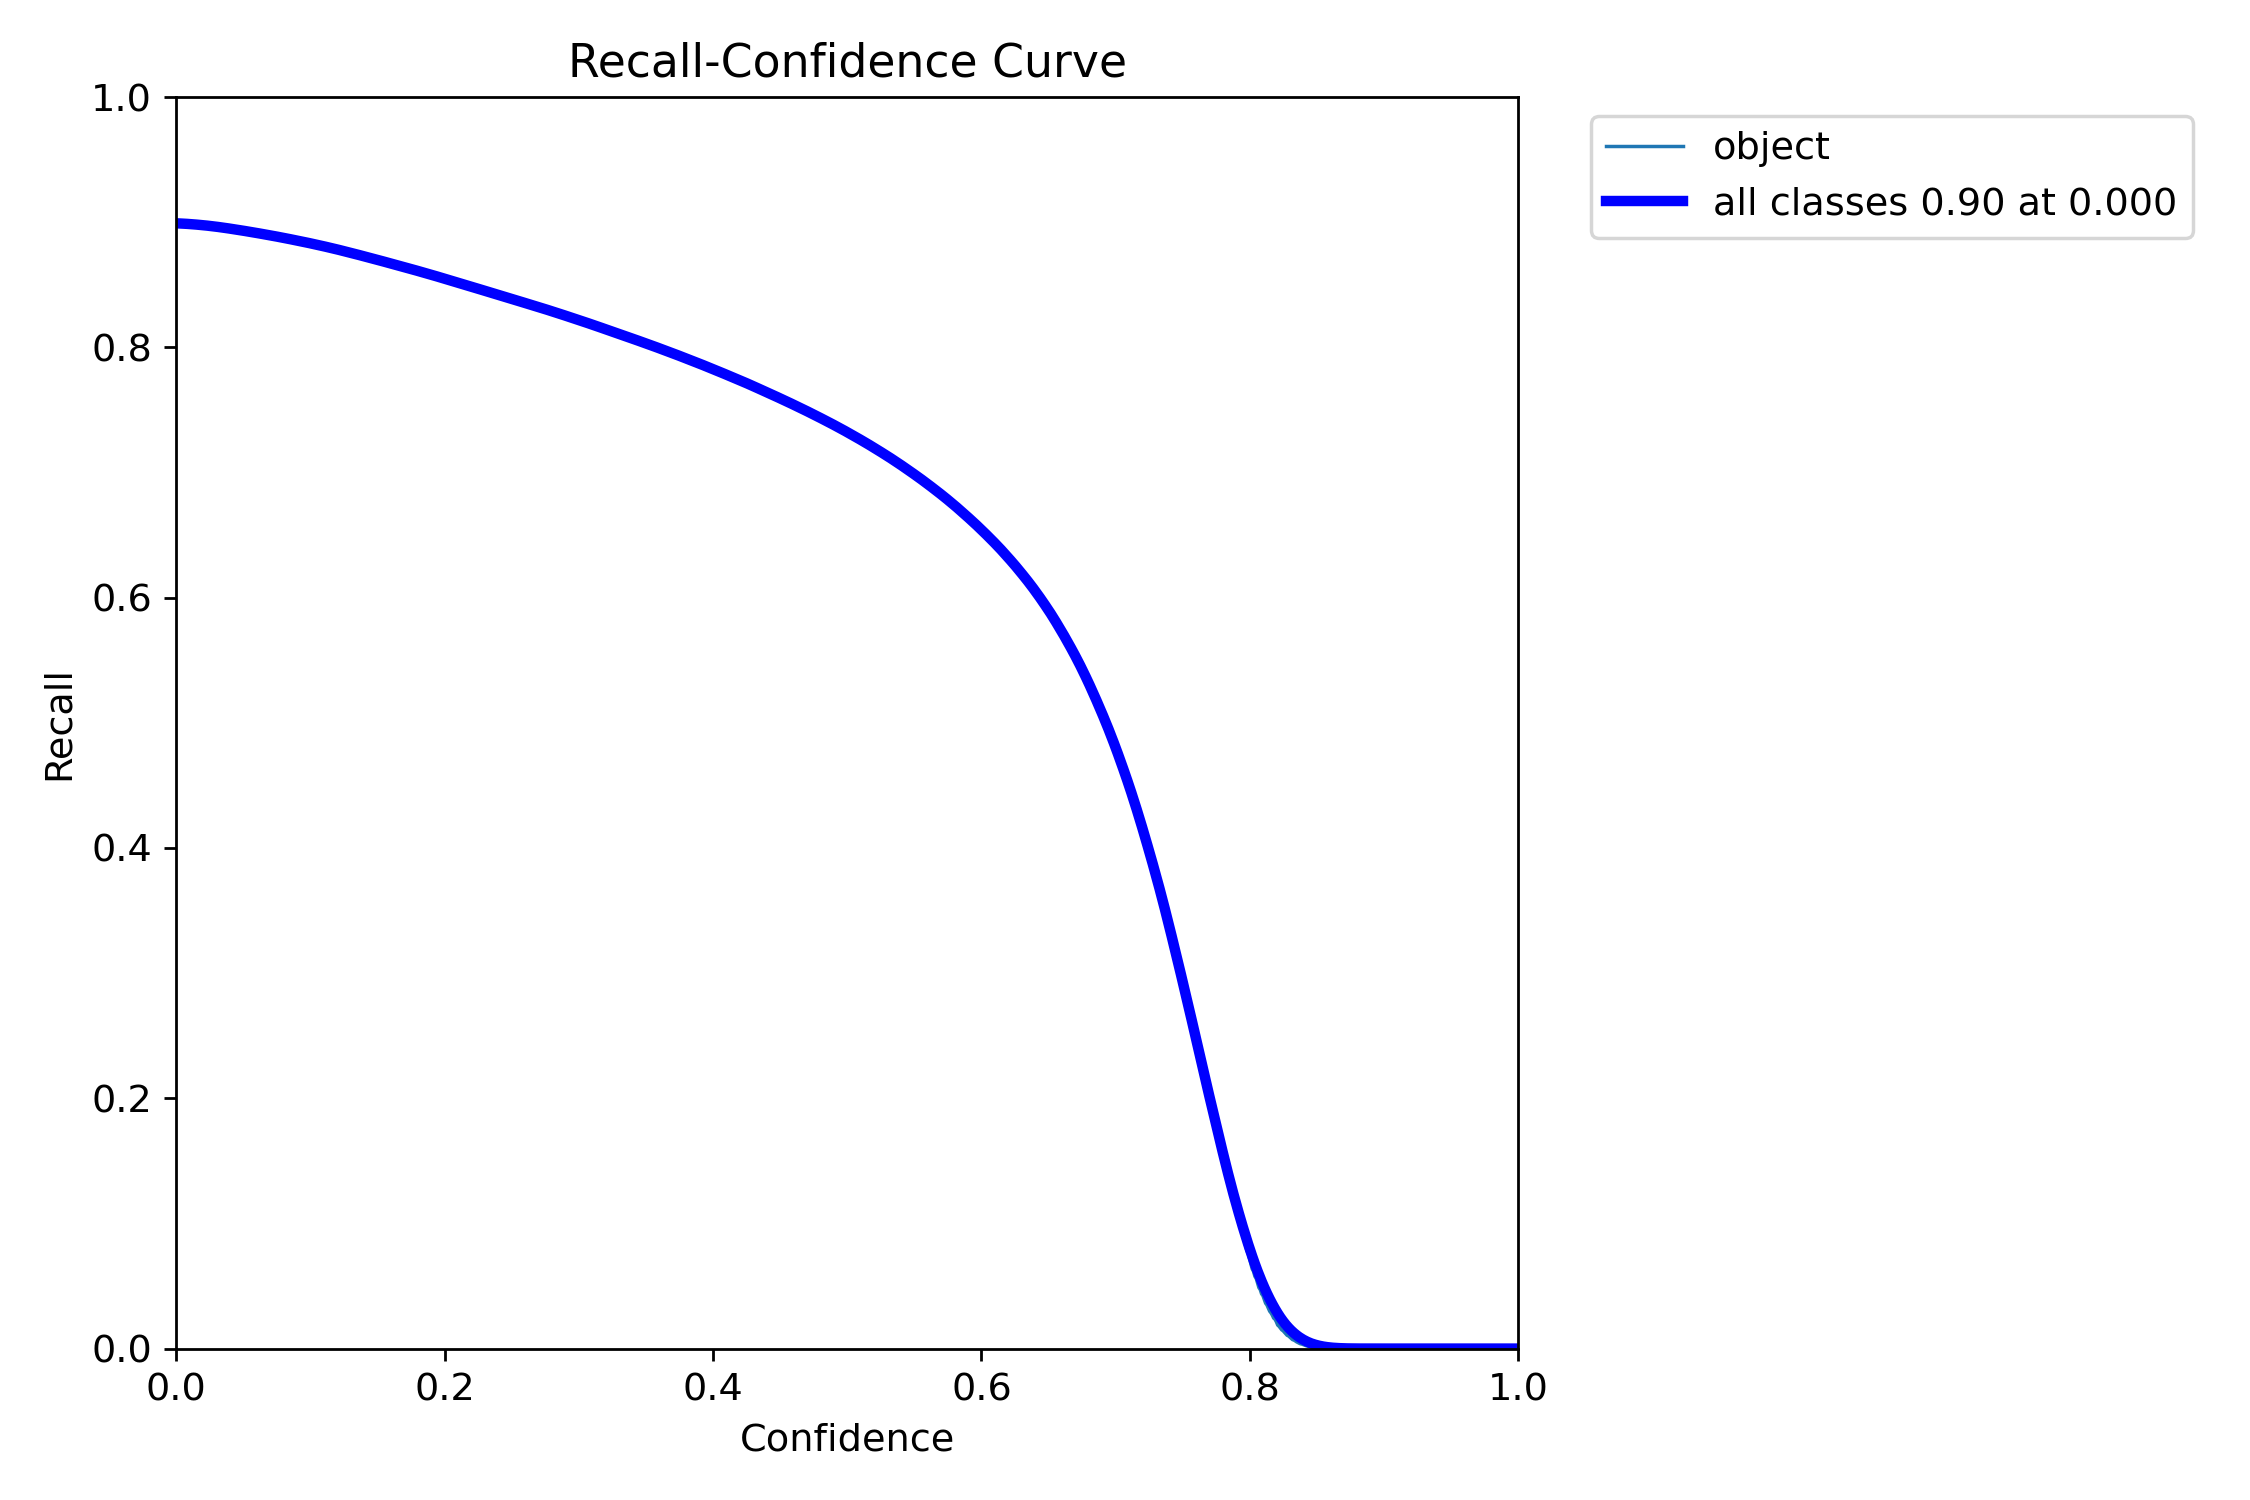 Recall-Confidence Curve
1.0
0.8
0.6
0.4
0.2
0.0
Recall
0.0 0.2 0.4 0.6 0.8 1.0
Confidence
object
all classes 0.90 at 0.000